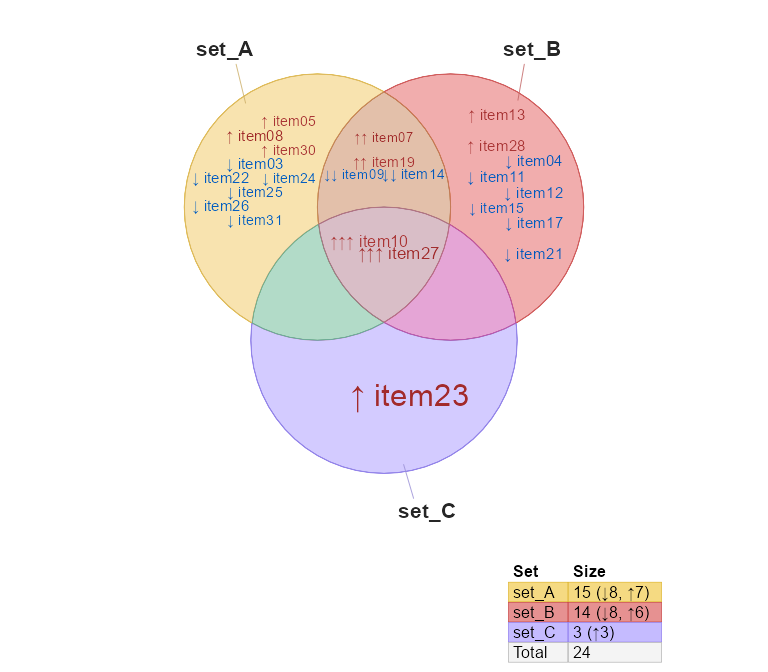 set_A
set_B
↑ item05
↑ item08
↑ item30
↓ item03
↓ item22 ↓ item24
↓ item25
↓ item26
↓ item31
↑↑ item07
↑↑ item19
↓↓ item09 ↓↓ item14
↑ item13
↑ item28
↓ item04
↓ item11
↓ item12
↓ item15
↓ item17
↓ item21
↑↑↑ item10
↑↑↑ item27
↑ item23
set_C
Set Size
set_A 15 (↓8, ↑7)
set_B 14 (↓8, ↑6)
set_C 3 (↑3)
Total 24